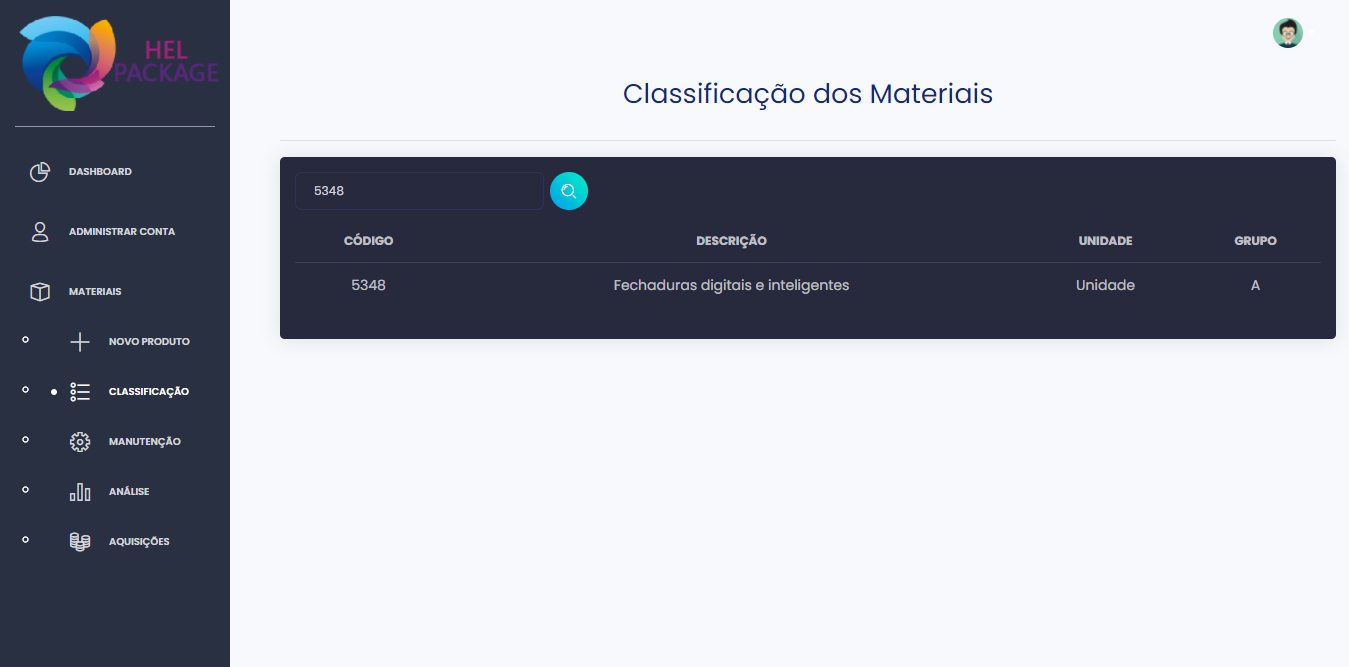 HEL
PACKAGE
DASHBOARD
ADMINISTRAR CONTA
MATERIAIS
NOVO PRODUTO
CLASSIFICAÇÃO
MANUTENÇÃO
ANÁLISE
AQUISIÇÕES
Classificação dos Materiais
5348
CÓDIGO DESCRIÇÃO UNIDADE GRUPO
5348 Fechaduras digitais e inteligentes Unidade A